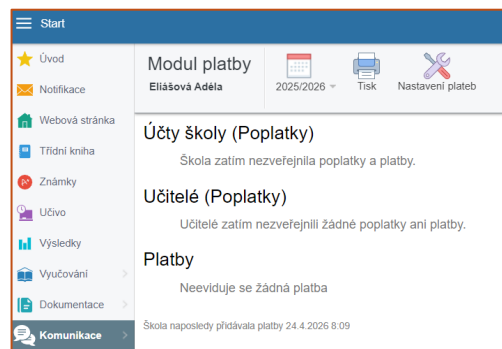 Start
Úvod
Notifikace
Webová stránka
Třídní kniha
Známky
Učivo
Výsledky
Vyučování
Dokumentace
Komunikace
Modul platby
Eliášová Adéla
2025/2026
Tisk
Nastavení plateb
Účty školy (Poplatky)
Škola zatím nezveřejnila poplatky a platby.
Učitelé (Poplatky)
Učitelé zatím nezveřejnili žádné poplatky ani platby.
Platby
Neeviduje se žádná platba
Škola naposledy přidávala platby 24.4.2026 8:09